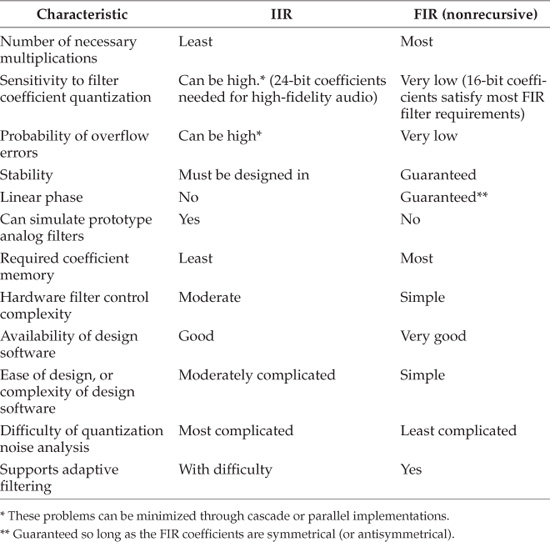 Characteristic IIR FIR (nonrecursive)
Number of necessary Least Most
multiplications
Sensitivity to filter Can be high.* (24-bit coefficients Very low (16-bit coeffi-
coefficient quantization needed for high-fidelity audio) cients satisfy most FIR
filter requirements)
Probability of overflow Can be high* Very low
errors
Stability Must be designed in Guaranteed
Linear phase No Guaranteed**
Can simulate prototype Yes No
analog filters
Required coefficient Least Most
memory
Hardware filter control Moderate Simple
complexity
Availability of design Good Very good
software
Ease of design, or Moderately complicated Simple
complexity of design
software
Difficulty of quantization Most complicated Least complicated
noise analysis
Supports adaptive With difficulty Yes
filtering
* These problems can be minimized through cascade or parallel implementations.
** Guaranteed so long as the FIR coefficients are symmetrical (or antisymmetrical).